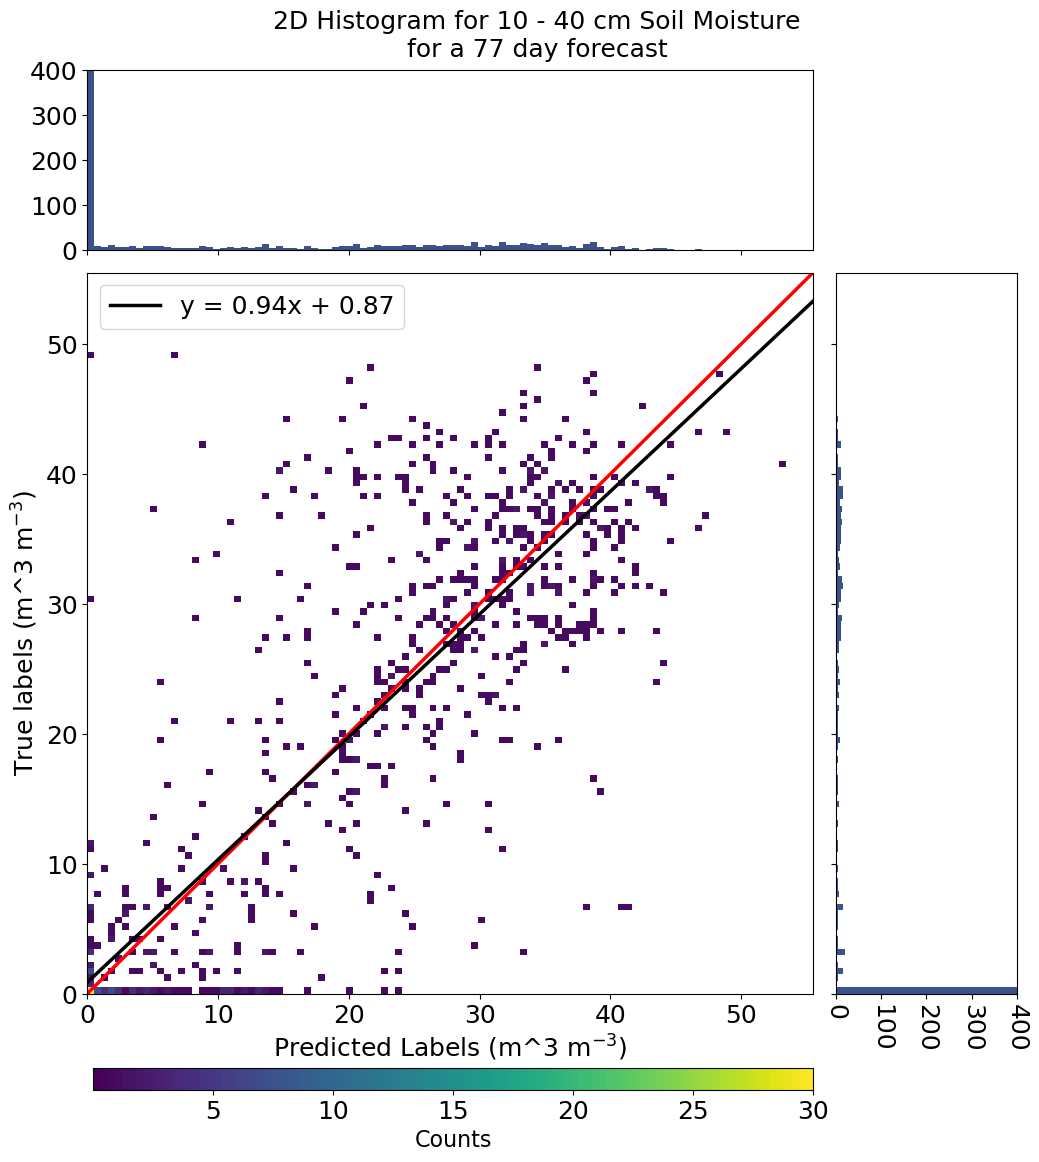 2D Histogram for 10 - 40 cm Soil Moisture
for a 77 day forecast
400
300
200
100
0
y = 0.94x + 0.87
50
40
30
20
10
0
True labels (m^3 m⁻³)
0 10 20 30 40 50
Predicted Labels (m^3 m⁻³)
0 100 200 300 400
5 10 15 20 25 30
Counts